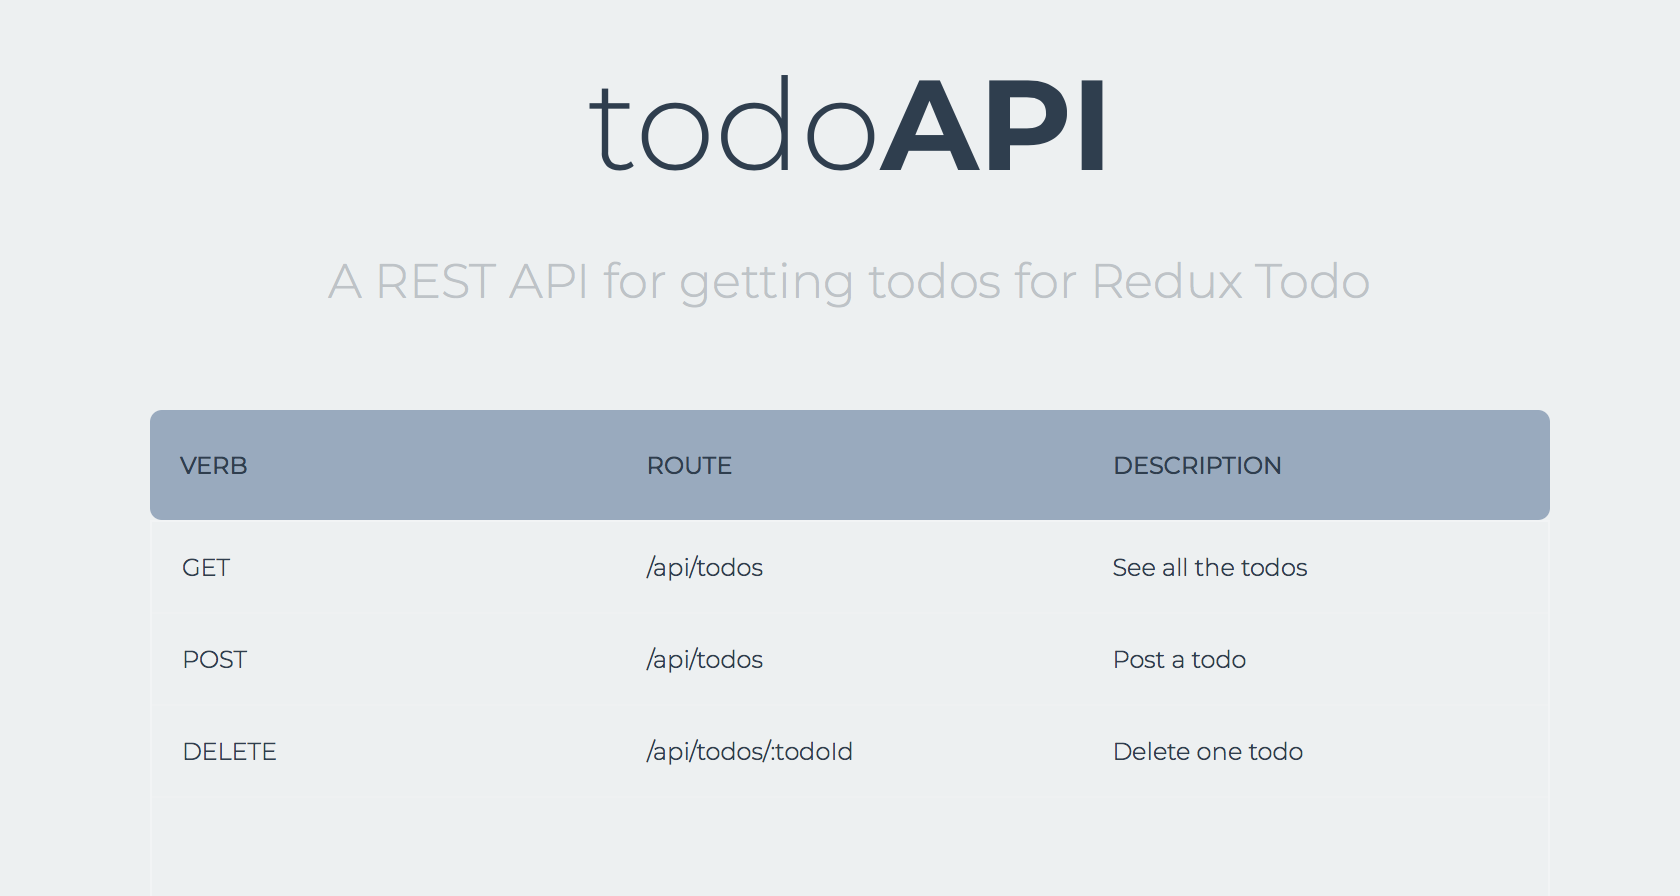 todoAPI
A REST API for getting todos for Redux Todo
VERB ROUTE DESCRIPTION
GET /api/todos See all the todos
POST /api/todos Post a todo
DELETE /api/todos/:todoId Delete one todo